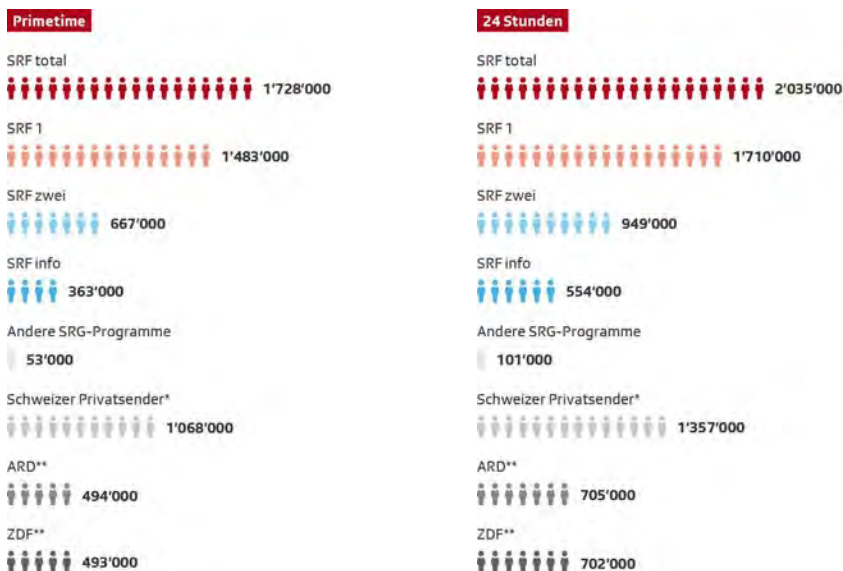 Primetime
SRF total
1'728'000
SRF 1
1'483'000
SRF zwei
667'000
SRF info
363'000
Andere SRG-Programme
53'000
Schweizer Privatsender*
1'068'000
ARD**
494'000
ZDF**
493'000
24 Stunden
SRF total
2'035'000
SRF 1
1'710'000
SRF zwei
949'000
SRF info
554'000
Andere SRG-Programme
101'000
Schweizer Privatsender*
1'357'000
ARD**
705'000
ZDF**
702'000